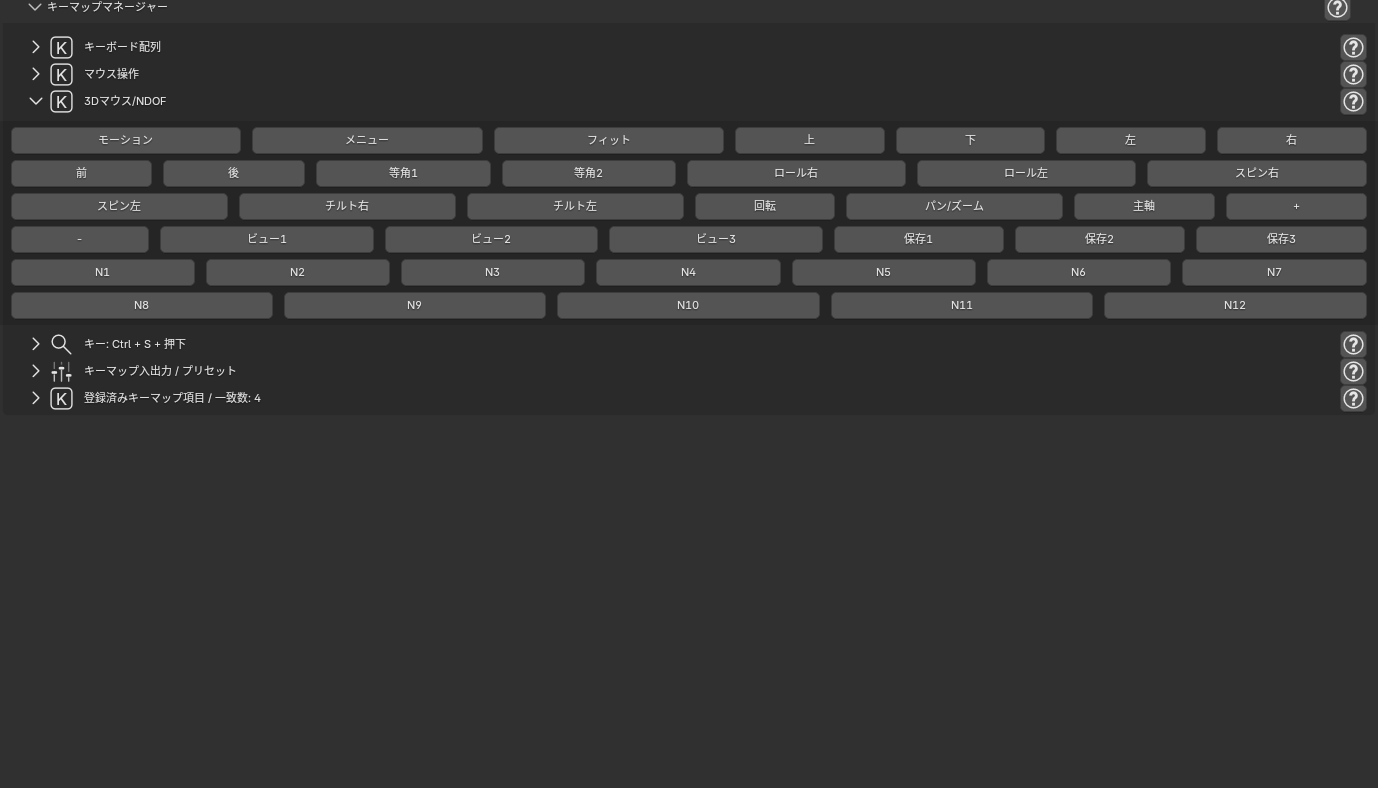 キーマップマネージャー ?
K キーボード配列 ?
K マウス操作 ?
K 3Dマウス/NDOF ?
モーション メニュー フィット 上 下 左 右
前 後 等角1 等角2 ロール右 ロール左 スピン右
スピン左 チルト右 チルト左 回転 パン/ズーム 主軸 +
- ビュー1 ビュー2 ビュー3 保存1 保存2 保存3
N1 N2 N3 N4 N5 N6 N7
N8 N9 N10 N11 N12
キー: Ctrl + S + 押下 ?
キーマップ入出力 / プリセット ?
K 登録済みキーマップ項目 / 一致数: 4 ?